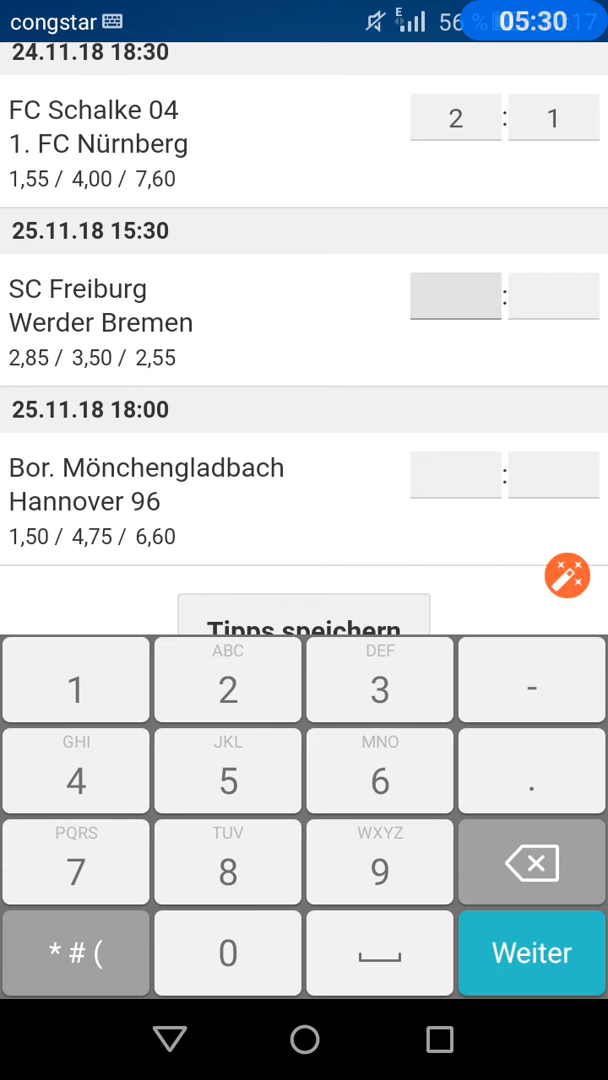 congstar 56 % 05:30 17
24.11.18 18:30
FC Schalke 04
1. FC Nürnberg
2 : 1
1,55 / 4,00 / 7,60
25.11.18 15:30
SC Freiburg
Werder Bremen
:
2,85 / 3,50 / 2,55
25.11.18 18:00
Bor. Mönchengladbach
Hannover 96
:
1,50 / 4,75 / 6,60
Tipps speichern
1
ABC
2
DEF
3
-
GHI
4
JKL
5
MNO
6
.
PQRS
7
TUV
8
WXYZ
9
* # (
0
Weiter